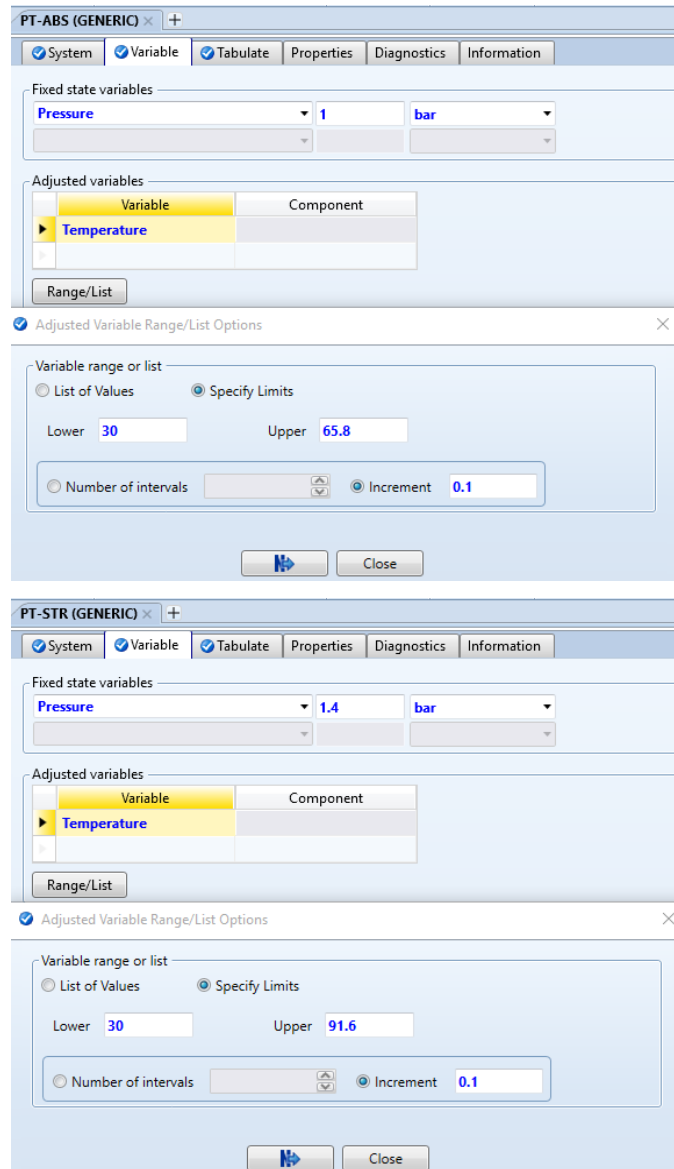 PT-ABS (GENERIC) × +
System Variable Tabulate Properties Diagnostics Information
Fixed state variables
Pressure 1 bar
Adjusted variables
Variable Component
Temperature
Range/List
Adjusted Variable Range/List Options
Variable range or list
List of Values Specify Limits
Lower 30 Upper 65.8
Number of intervals Increment 0.1
N Close
PT-STR (GENERIC) × +
System Variable Tabulate Properties Diagnostics Information
Fixed state variables
Pressure 1.4 bar
Adjusted variables
Variable Component
Temperature
Range/List
Adjusted Variable Range/List Options
Variable range or list
List of Values Specify Limits
Lower 30 Upper 91.6
Number of intervals Increment 0.1
N Close